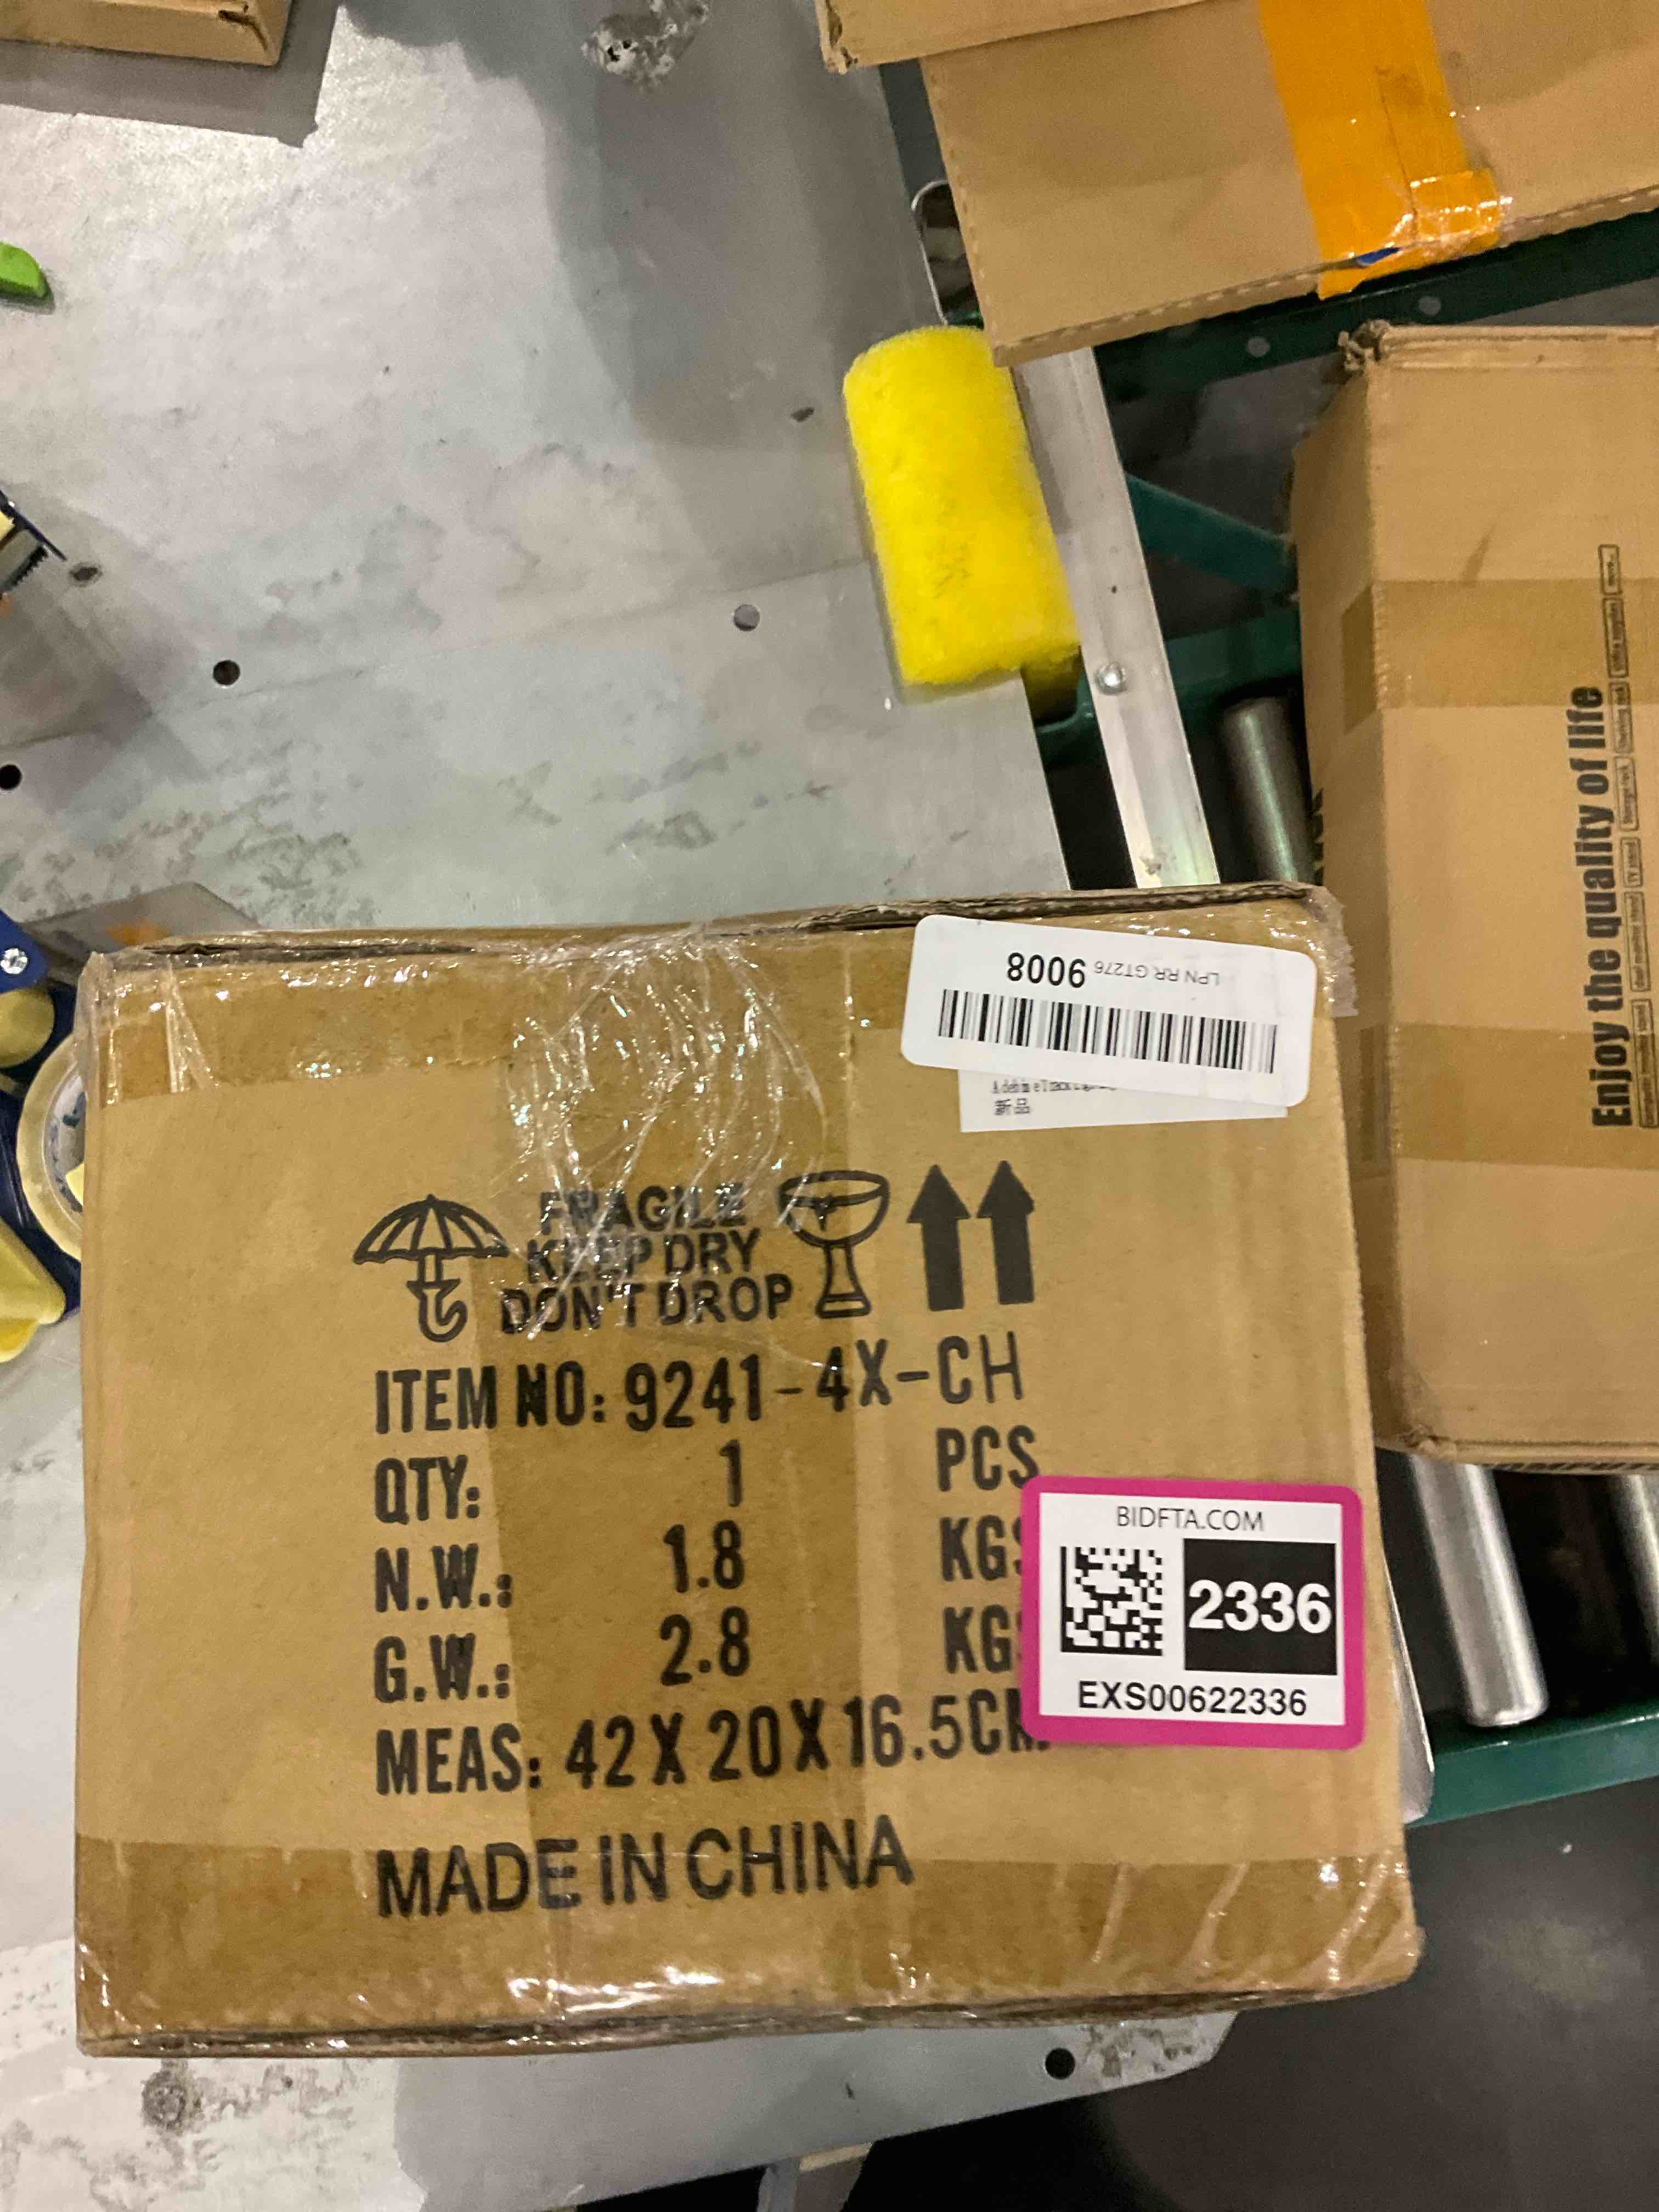 LPN RR GT276 9008
新品
FRAGILE
KEEP DRY
DON'T DROP
ITEM NO: 9241-4X-CH
QTY: 1 PCS
N.W.: 1.8 KGS
G.W.: 2.8 KGS
MEAS: 42 X 20 X 16.5CM
MADE IN CHINA
BIDFTA.COM
2336
EXS00622336
Enjoy the quality of life